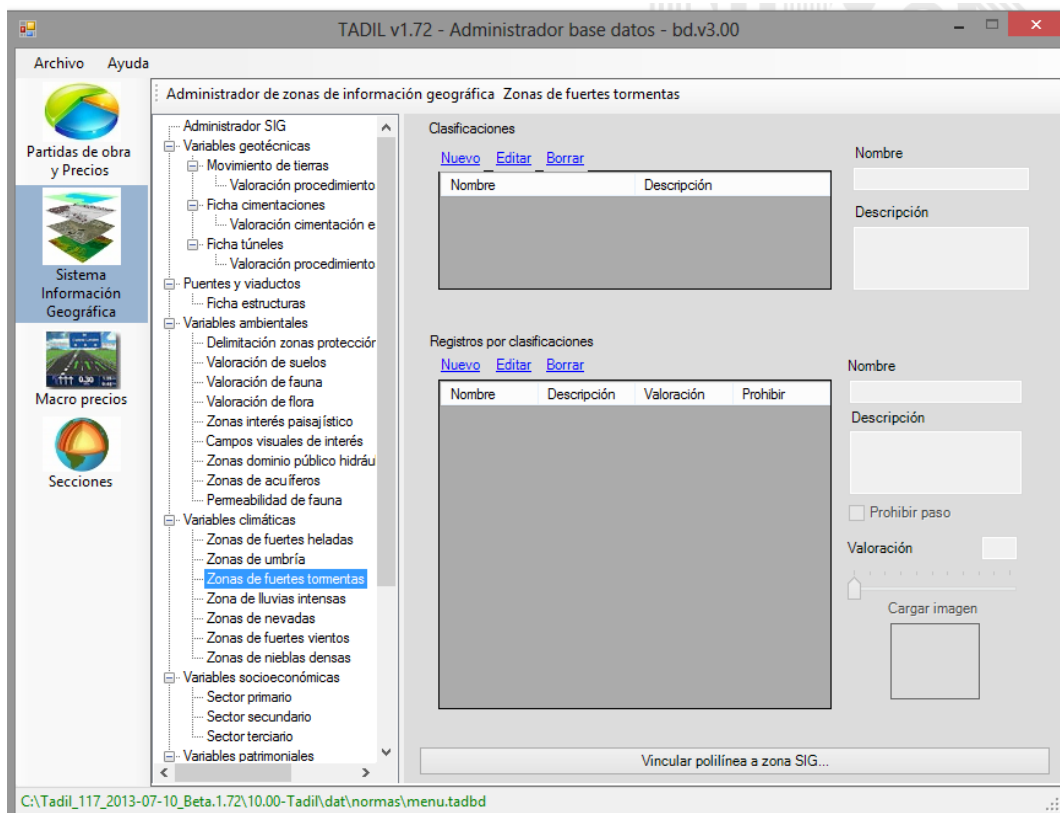 TADIL v1.72 - Administrador base datos - bd.v3.00
Archivo Ayuda
Partidas de obra
y Precios
Sistema
Información
Geográfica
Macro precios
Secciones
Administrador de zonas de información geográfica Zonas de fuertes tormentas
Administrador SIG
Variables geotécnicas
Movimiento de tierras
Valoración procedimiento
Ficha cimentaciones
Valoración cimentación e
Ficha túneles
Valoración procedimiento
Puentes y viaductos
Ficha estructuras
Variables ambientales
Delimitación zonas protección
Valoración de suelos
Valoración de fauna
Valoración de flora
Zonas interés paisajístico
Campos visuales de interés
Zonas dominio público hidráu
Zonas de acuíferos
Permeabilidad de fauna
Variables climáticas
Zonas de fuertes heladas
Zonas de umbría
Zonas de fuertes tormentas
Zona de lluvias intensas
Zonas de nevadas
Zonas de fuertes vientos
Zonas de nieblas densas
Variables socioeconómicas
Sector primario
Sector secundario
Sector terciario
Variables patrimoniales
Clasificaciones
Nuevo Editar Borrar
Nombre Descripción
Nombre
Descripción
Registros por clasificaciones
Nuevo Editar Borrar
Nombre Descripción Valoración Prohibir
Nombre
Descripción
Prohibir paso
Valoración
Cargar imagen
Vincular polilínea a zona SIG...
C:\Tadil_117_2013-07-10_Beta.1.72\10.00-Tadil\dat\normas\menu.tadbd